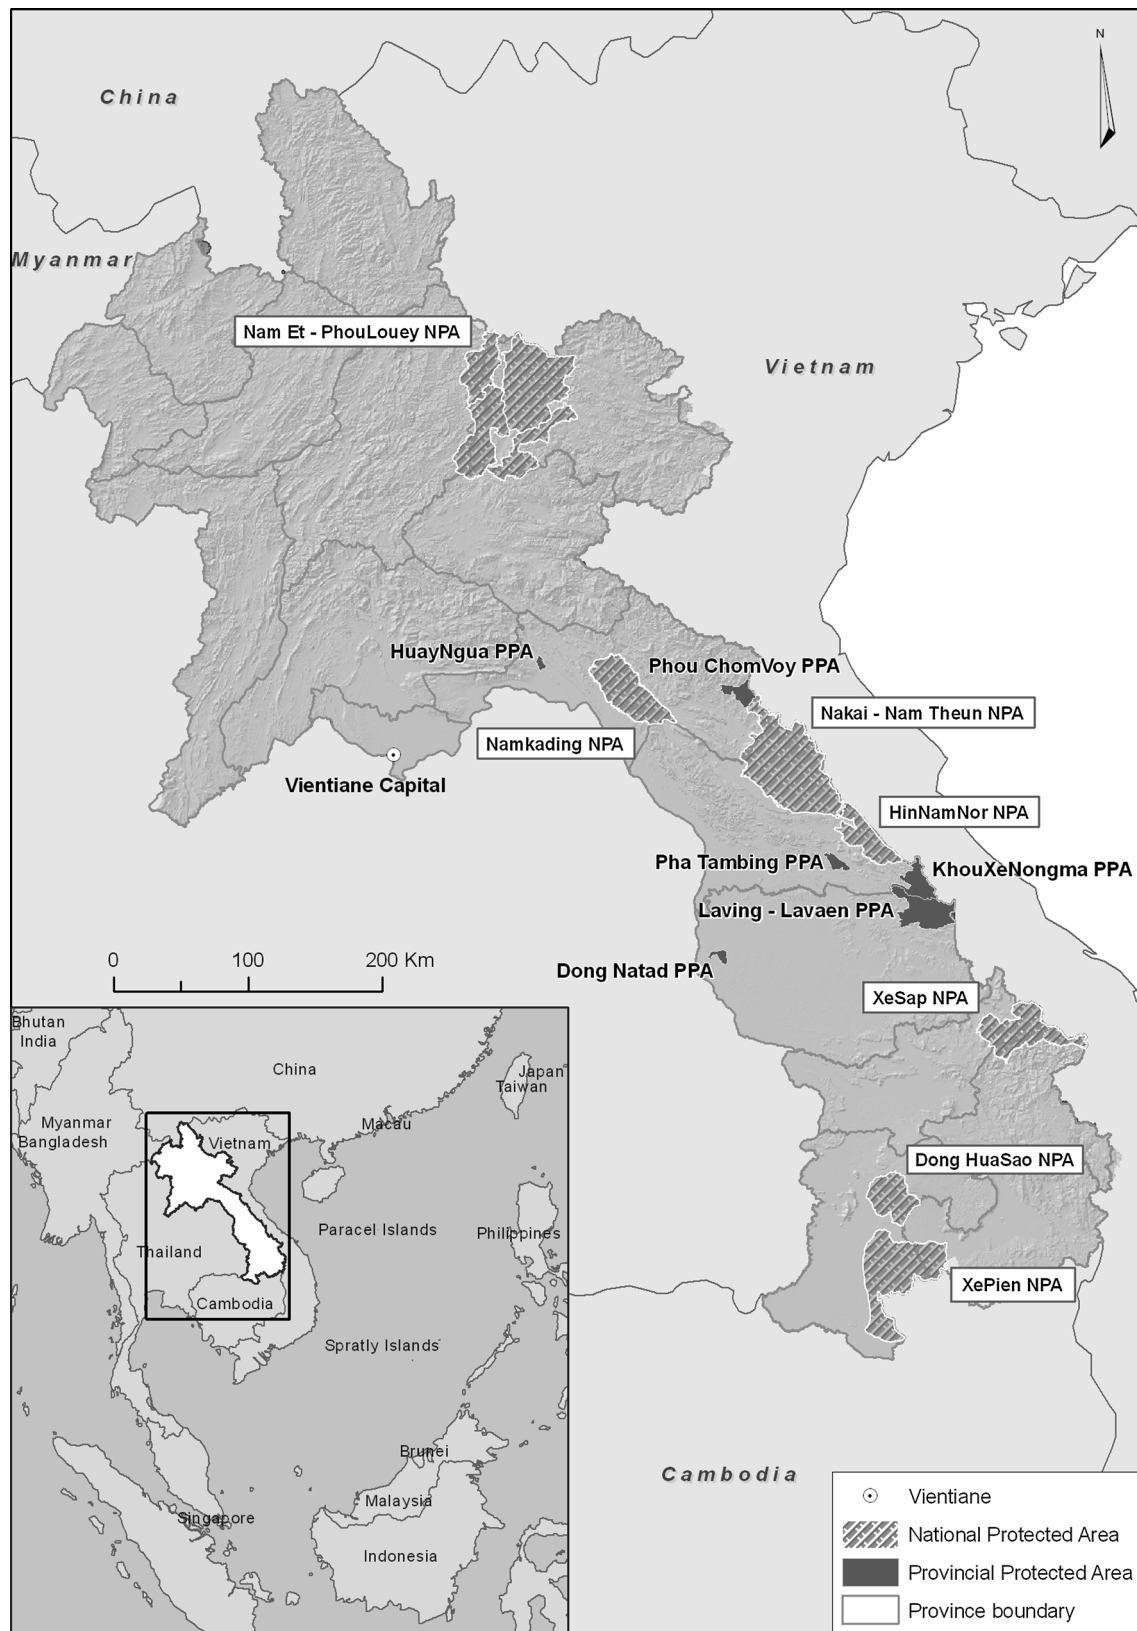 N
China
Myanmar
Nam Et - PhouLouey NPA
Vietnam
HuayNgua PPA
Phou ChomVoy PPA
Nakai - Nam Theun NPA
Namkading NPA
Vientiane Capital
HinNamNor NPA
Pha Tambing PPA
KhouXeNongma PPA
Laving - Lavaen PPA
0 100 200 Km
Dong Natad PPA
XeSap NPA
Dong HuaSao NPA
XePien NPA
Cambodia
Bhutan
India
China
Japan
Taiwan
Myanmar
Bangladesh
Macau
Vietnam
Paracel Islands
Philippines
Thailand
Cambodia
Spratly Islands
Brunei
Malaysia
Singapore
Indonesia
Vientiane
National Protected Area
Provincial Protected Area
Province boundary